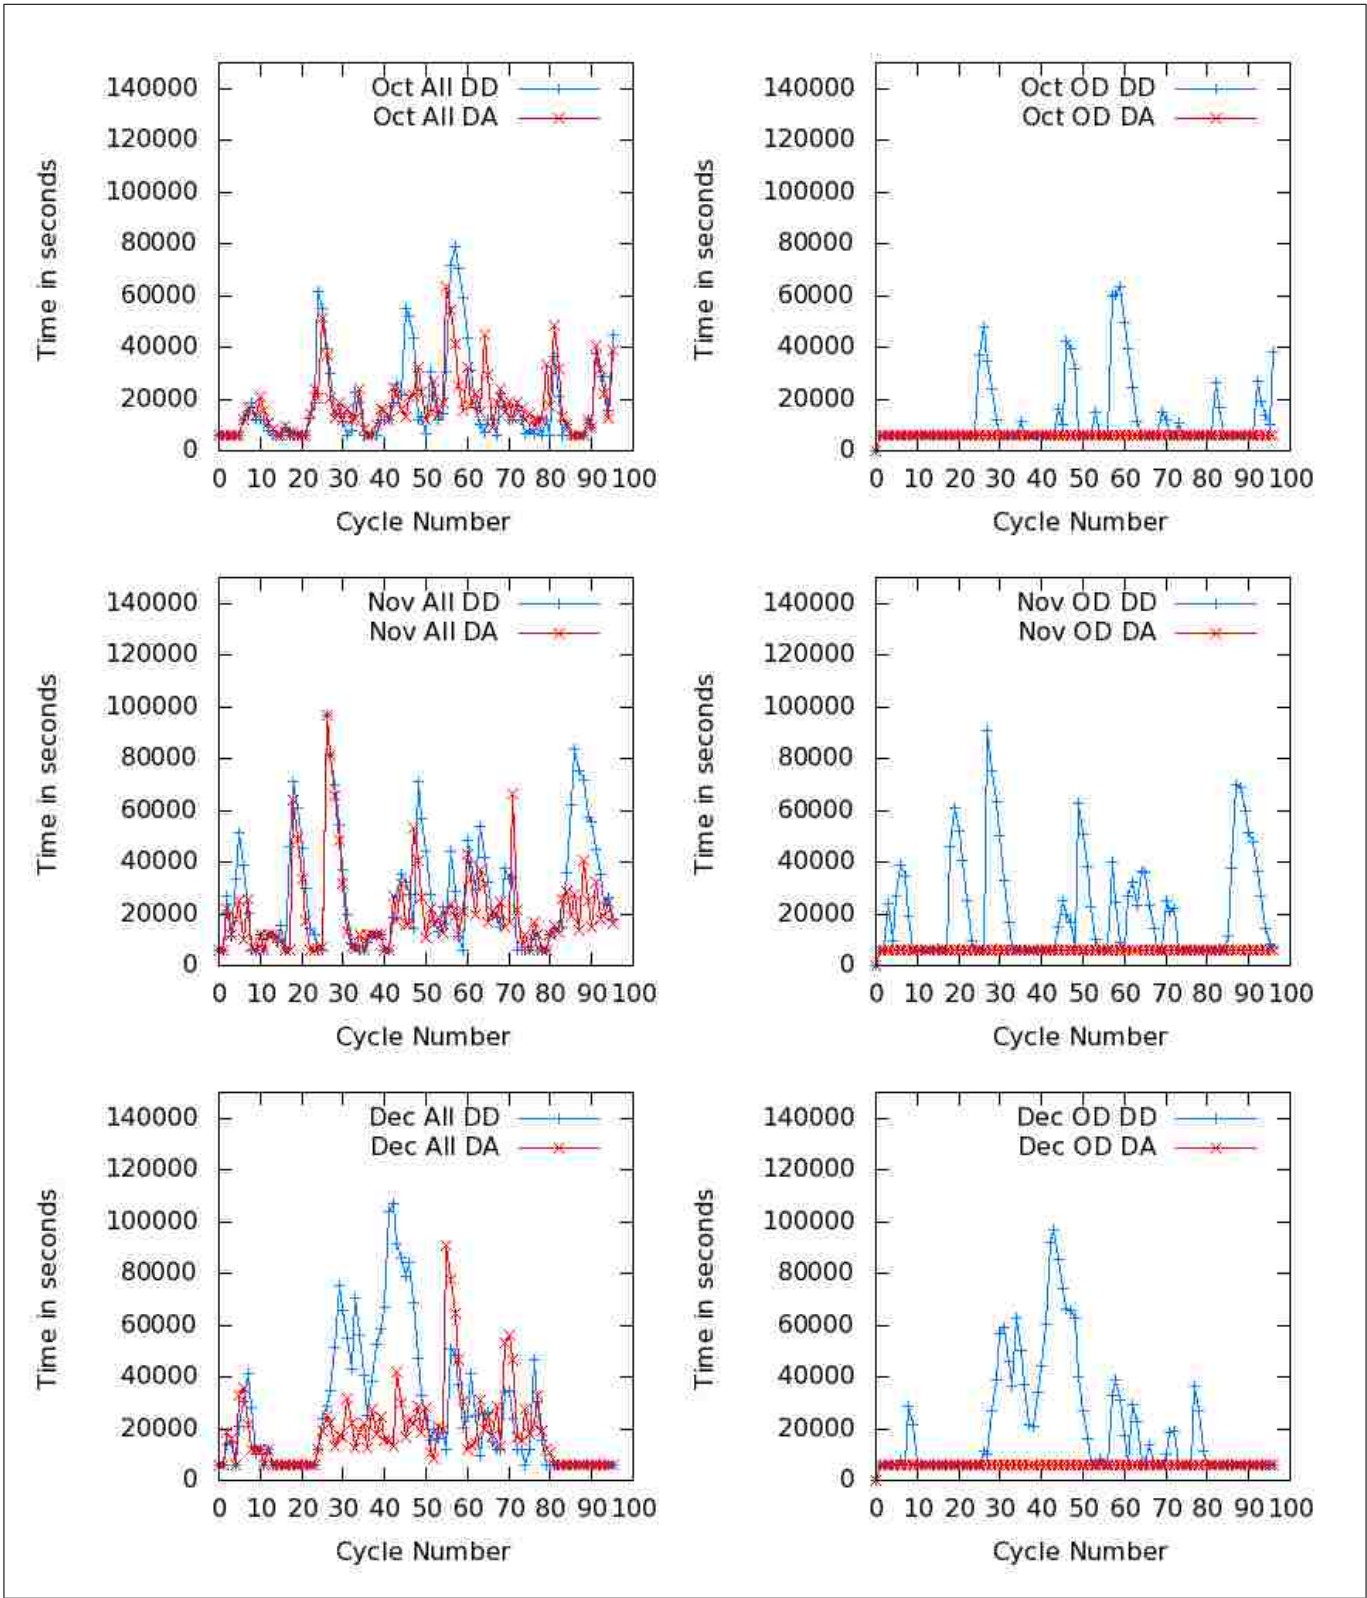 Time in seconds
140000
120000
100000
80000
60000
40000
20000
0
Oct All DD
Oct All DA
0 10 20 30 40 50 60 70 80 90 100
Cycle Number
Time in seconds
140000
120000
100000
80000
60000
40000
20000
0
Oct OD DD
Oct OD DA
0 10 20 30 40 50 60 70 80 90 100
Cycle Number
Time in seconds
140000
120000
100000
80000
60000
40000
20000
0
Nov All DD
Nov All DA
0 10 20 30 40 50 60 70 80 90 100
Cycle Number
Time in seconds
140000
120000
100000
80000
60000
40000
20000
0
Nov OD DD
Nov OD DA
0 10 20 30 40 50 60 70 80 90 100
Cycle Number
Time in seconds
140000
120000
100000
80000
60000
40000
20000
0
Dec All DD
Dec All DA
0 10 20 30 40 50 60 70 80 90 100
Cycle Number
Time in seconds
140000
120000
100000
80000
60000
40000
20000
0
Dec OD DD
Dec OD DA
0 10 20 30 40 50 60 70 80 90 100
Cycle Number